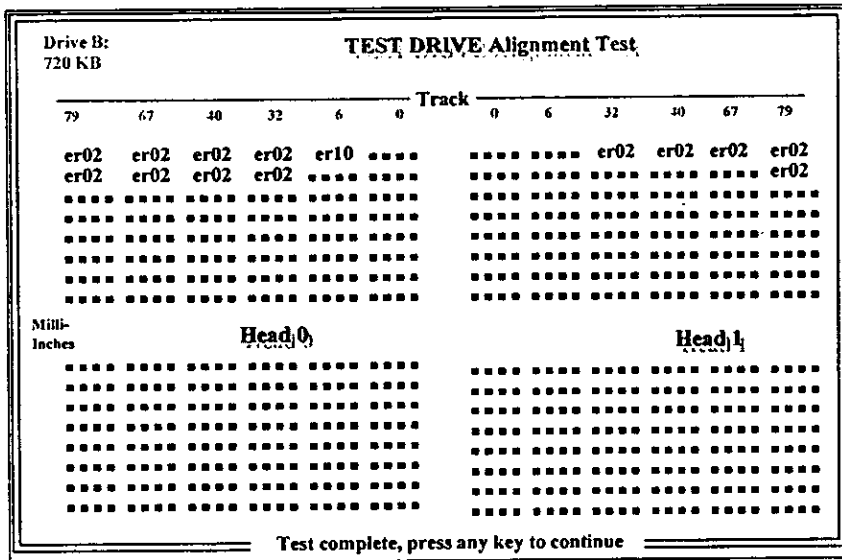 Drive B: TEST DRIVE Alignment Test
720 KB
Track
79 67 40 32 6 0 0 6 32 40 67 79
er02 er02 er02 er02 er10 er02 er02 er02 er02
er02 er02 er02 er02 er02
Milli-
Inches
Head 0 Head 1
Test complete, press any key to continue